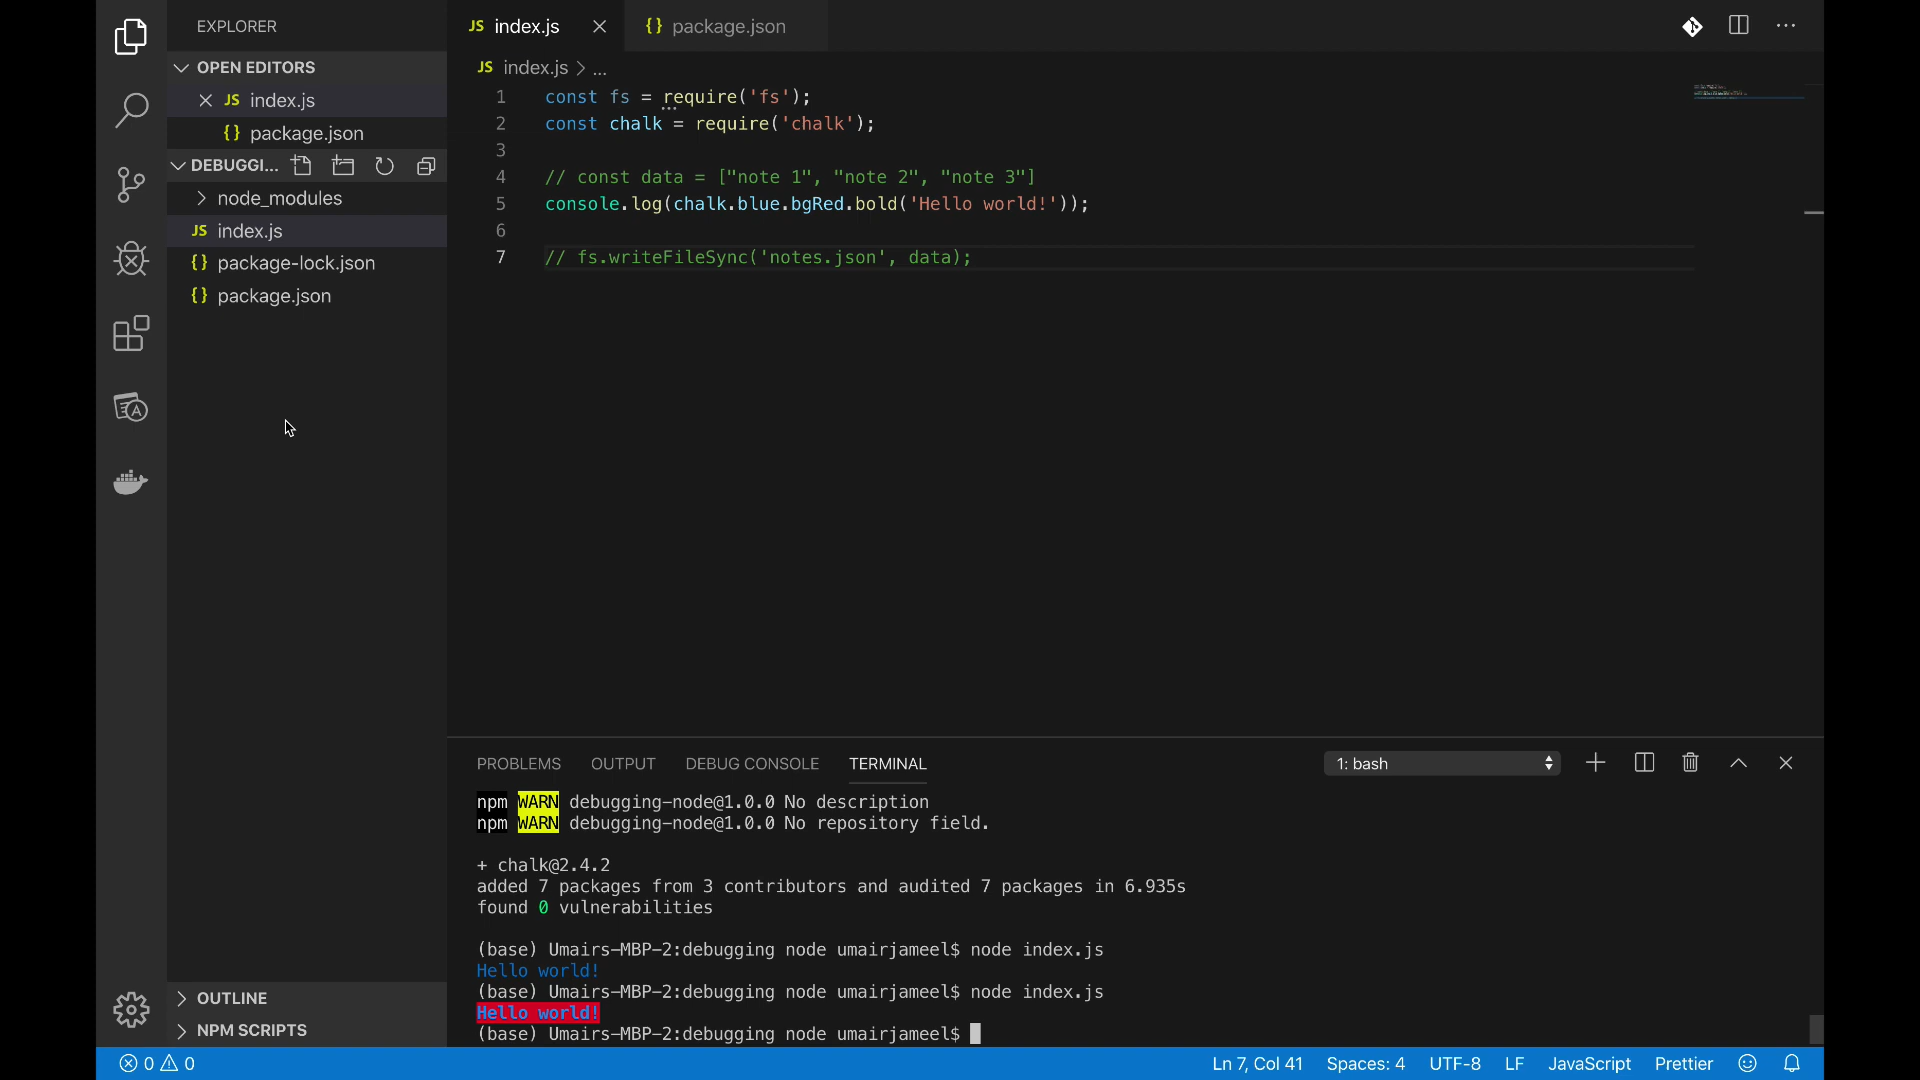 EXPLORER
OPEN EDITORS
JS index.js
{} package.json
DEBUGGI...
node_modules
JS index.js
{} package-lock.json
{} package.json
OUTLINE
NPM SCRIPTS
JS index.js
{} package.json
JS index.js > ...
1 const fs = require('fs');
2 const chalk = require('chalk');
3
4 // const data = ["note 1", "note 2", "note 3"]
5 console.log(chalk.blue.bgRed.bold('Hello world!'));
6
7 // fs.writeFileSync('notes.json', data);
PROBLEMS OUTPUT DEBUG CONSOLE TERMINAL 1: bash
npm WARN debugging-node@1.0.0 No description
npm WARN debugging-node@1.0.0 No repository field.
+ chalk@2.4.2
added 7 packages from 3 contributors and audited 7 packages in 6.935s
found 0 vulnerabilities
(base) Umairs-MBP-2:debugging node umairjameel$ node index.js
Hello world!
(base) Umairs-MBP-2:debugging node umairjameel$ node index.js
Hello world!
(base) Umairs-MBP-2:debugging node umairjameel$
0 0 Ln 7, Col 41 Spaces: 4 UTF-8 LF JavaScript Prettier